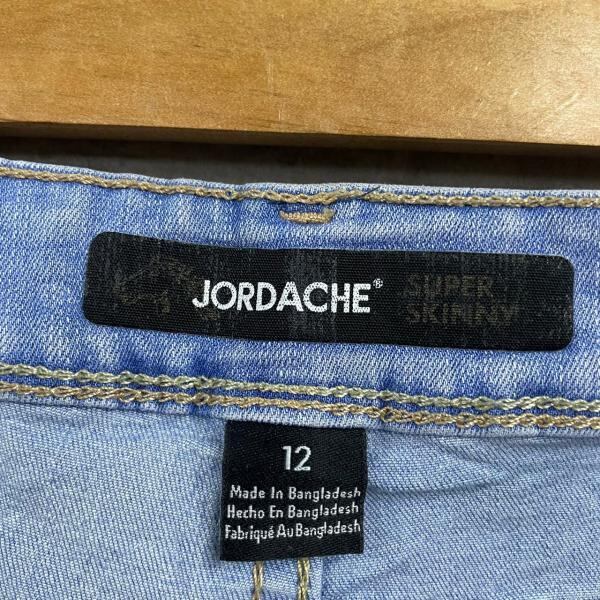 JORDACHE®
SUPER
SKINNY
12
Made In Bangladesh
Hecho En Bangladesh
Fabriqué Au Bangladesh